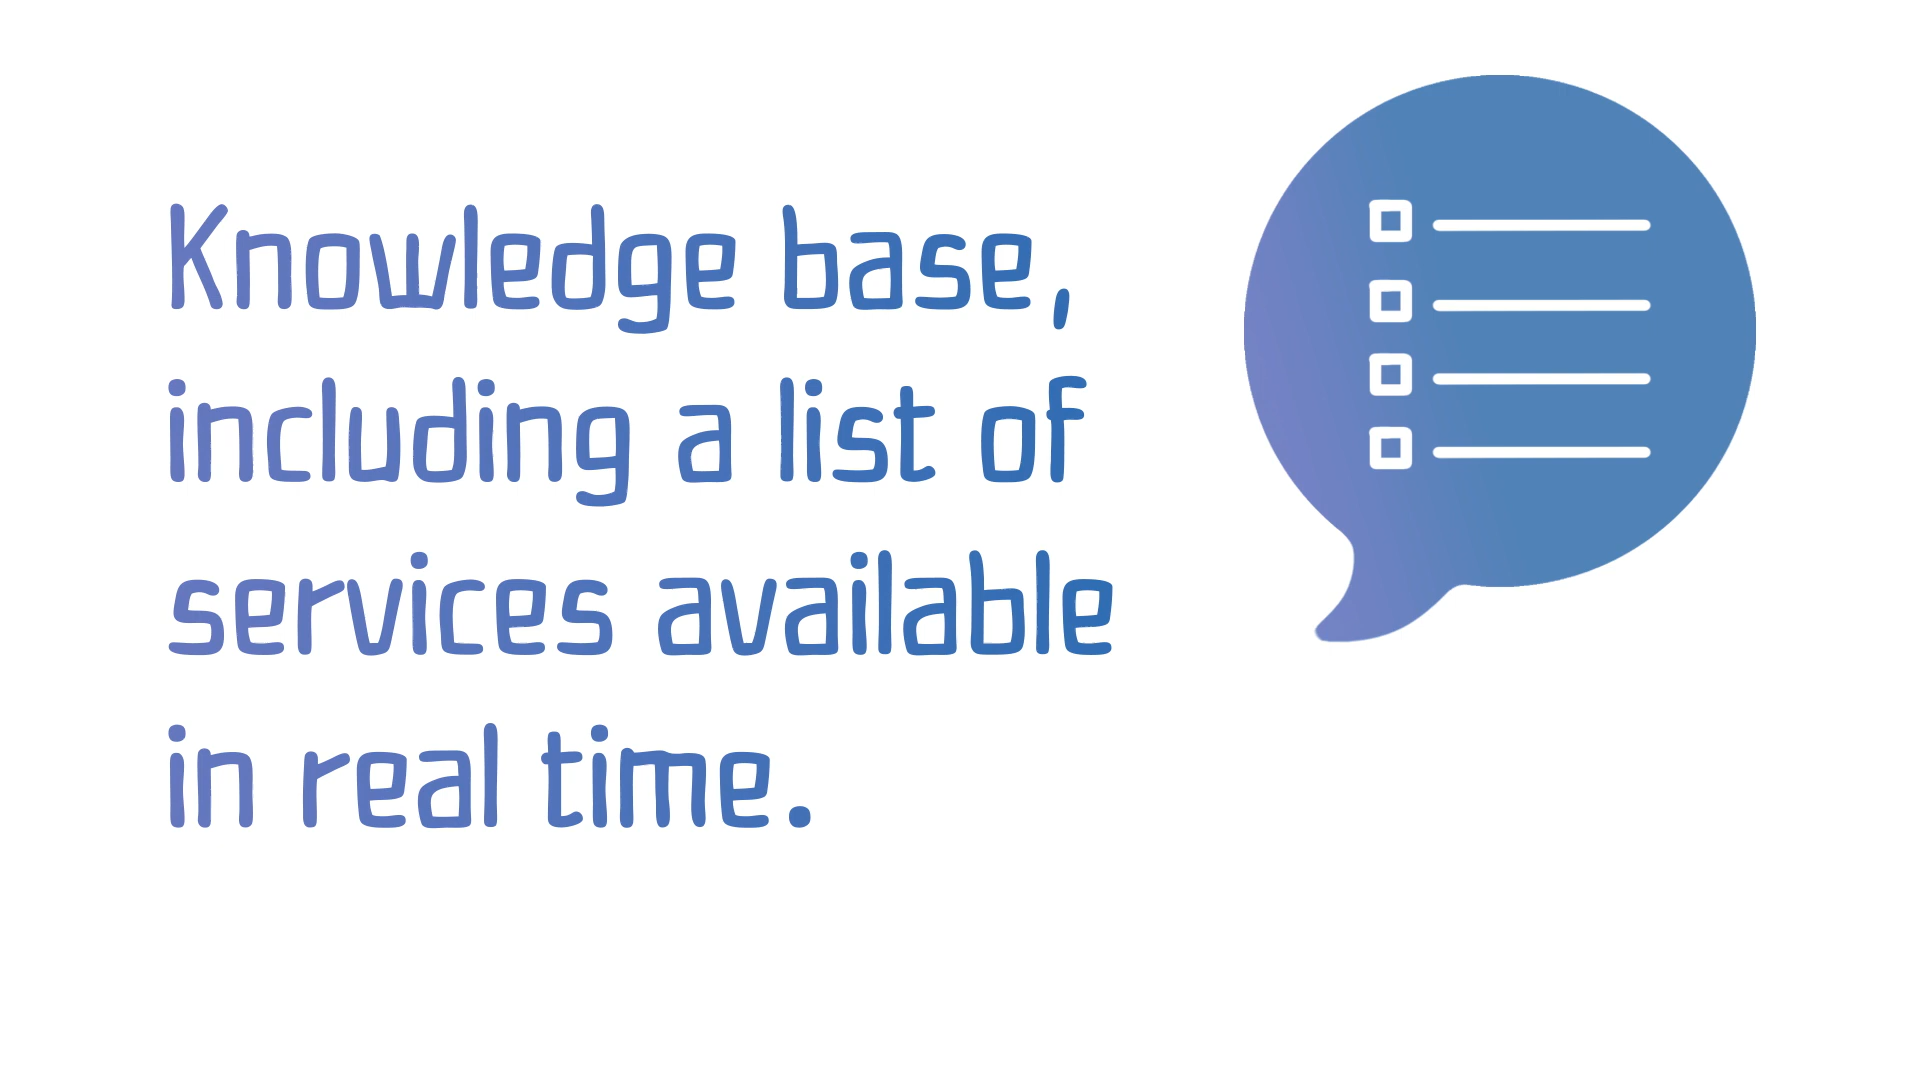 Knowledge base,
including a list of
services available
in real time.